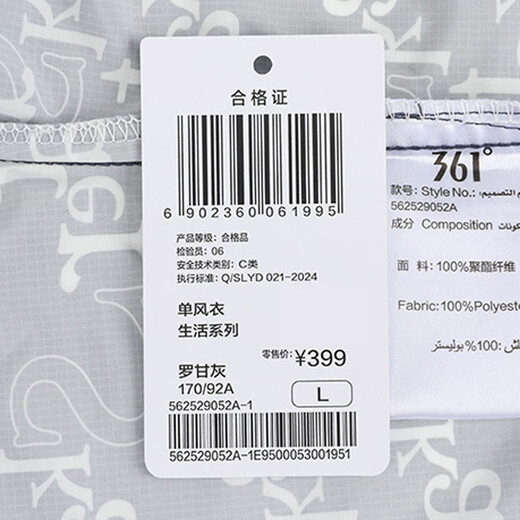 合格证
6 902360 061995
产品等级: 合格品
检验员: 06
安全技术类别: C类
执行标准: Q/SLYD 021-2024
单风衣
生活系列
零售价: ¥399
罗甘灰
170/92A
L
562529052A-1
562529052A-1E9500053001951
361°
款号: Style No.: التصميم:
562529052A
成分 Composition
面 料: 100%聚酯纤维
Fabric:100%Polyeste
100% بوليستر